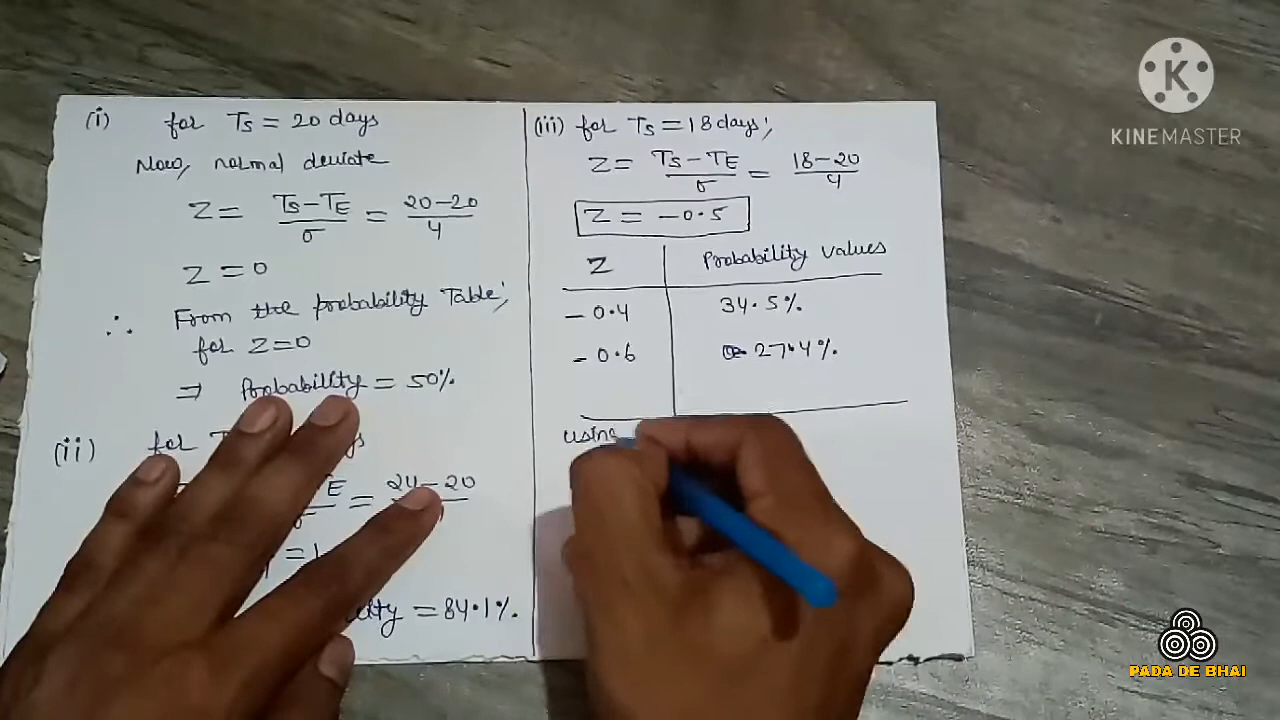 (i) for TS = 20 days
Now, normal deviate
Z = TS – TE / σ = 20 – 20 / 4
Z = 0
∴ From the probability Table;
for Z = 0
⇒ Probability = 50%
(ii) for
E = 24 – 20
= 1
= 84.1%.
(iii) for TS = 18 days;
Z = TS – TE / σ = 18 – 20 / 4
Z = –0.5
Z Probability values
– 0.4 34.5%
– 0.6 27.4%
using
K
KINEMASTER
PADA DE BHAI